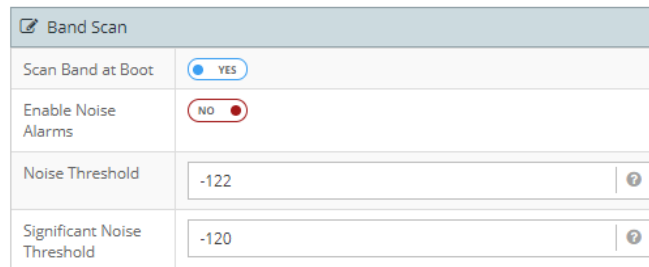 Band Scan
Scan Band at Boot
YES
Enable Noise
Alarms
NO
Noise Threshold
-122
?
Significant Noise
Threshold
-120
?